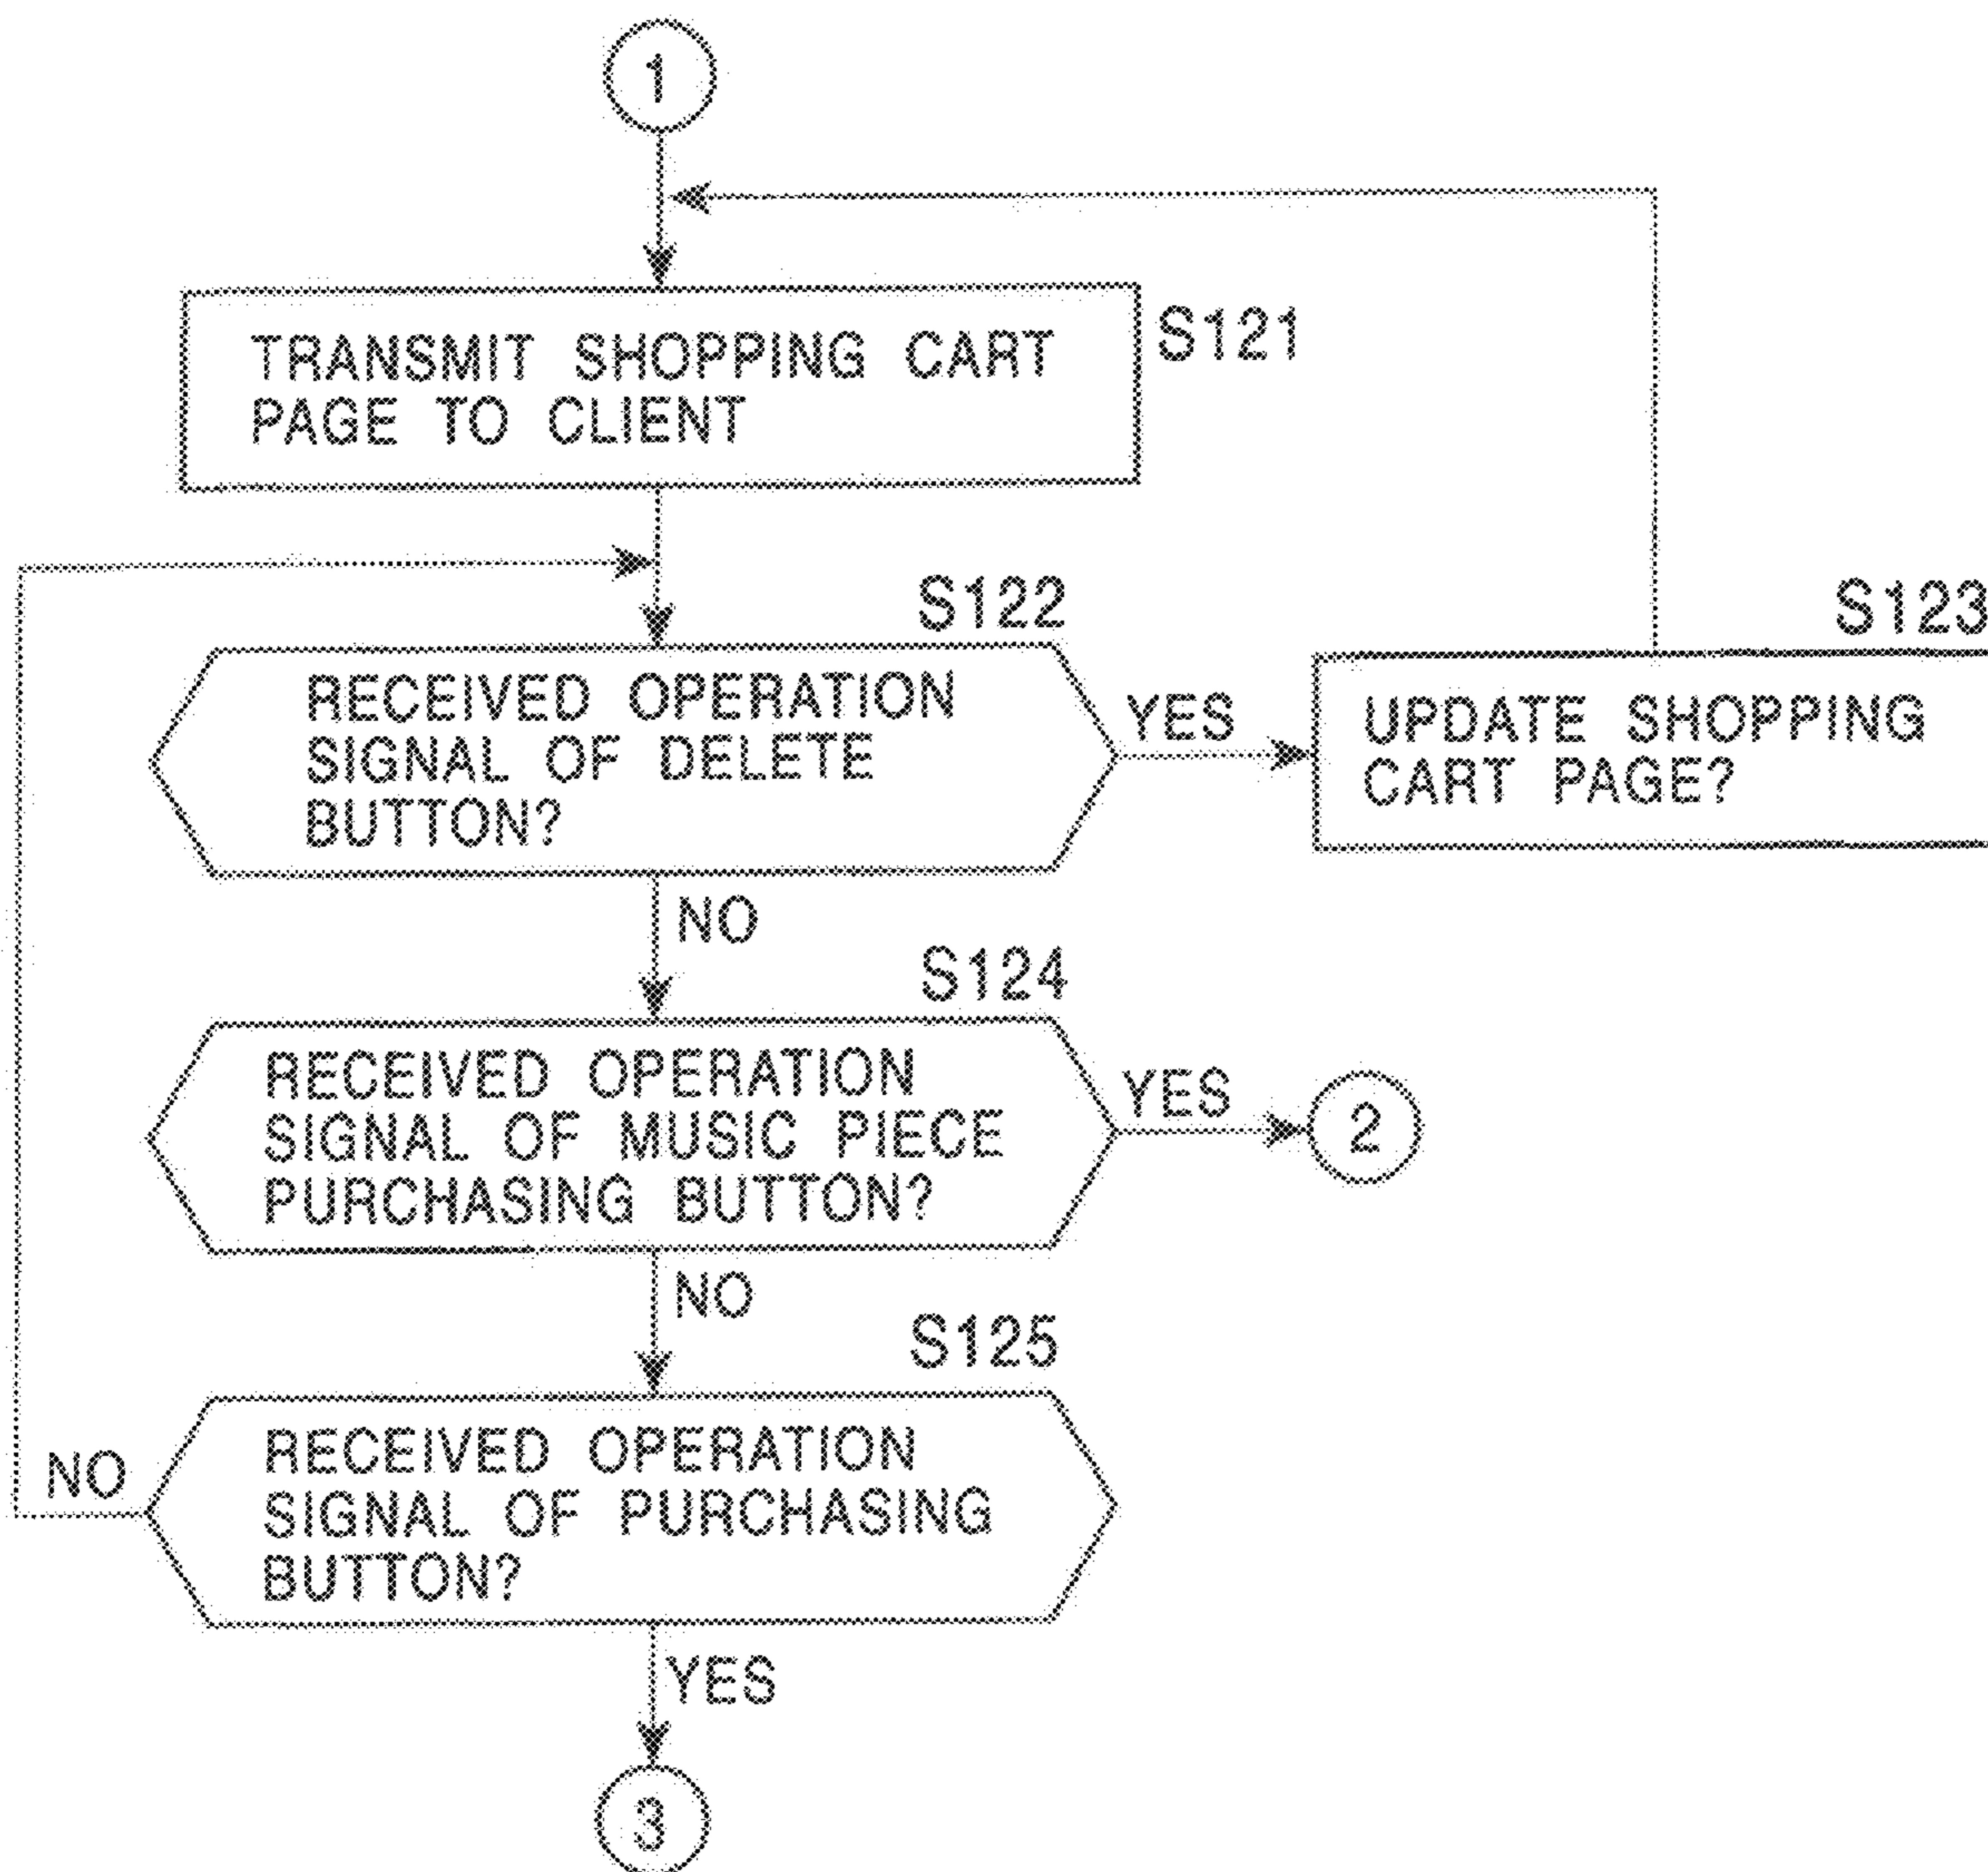 1
TRANSMIT SHOPPING CART
PAGE TO CLIENT
S121
S122
RECEIVED OPERATION
SIGNAL OF DELETE
BUTTON?
YES
S123
UPDATE SHOPPING
CART PAGE?
NO
S124
RECEIVED OPERATION
SIGNAL OF MUSIC PIECE
PURCHASING BUTTON?
YES
2
NO
S125
RECEIVED OPERATION
SIGNAL OF PURCHASING
BUTTON?
NO
YES
3